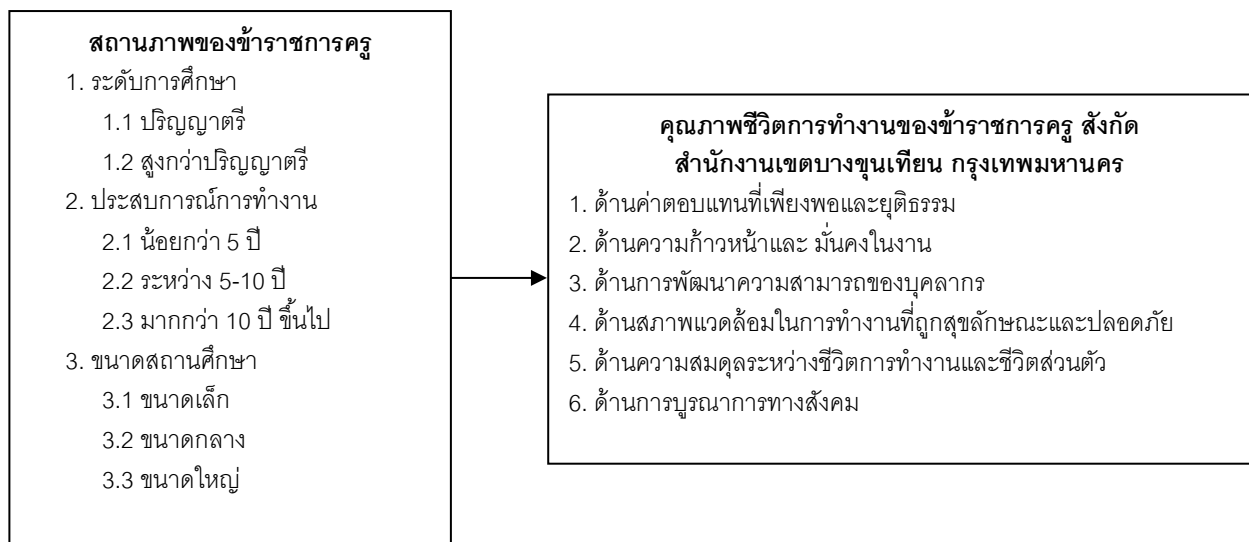 สถานภาพของข้าราชการครู
1. ระดับการศึกษา
1.1 ปริญญาตรี
1.2 สูงกว่าปริญญาตรี
2. ประสบการณ์การทำงาน
2.1 น้อยกว่า 5 ปี
2.2 ระหว่าง 5-10 ปี
2.3 มากกว่า 10 ปี ขึ้นไป
3. ขนาดสถานศึกษา
3.1 ขนาดเล็ก
3.2 ขนาดกลาง
3.3 ขนาดใหญ่
คุณภาพชีวิตการทำงานของข้าราชการครู สังกัด
สำนักงานเขตบางขุนเทียน กรุงเทพมหานคร
1. ด้านค่าตอบแทนที่เพียงพอและยุติธรรม
2. ด้านความก้าวหน้าและ มั่นคงในงาน
3. ด้านการพัฒนาความสามารถของบุคลากร
4. ด้านสภาพแวดล้อมในการทำงานที่ถูกสุขลักษณะและปลอดภัย
5. ด้านความสมดุลระหว่างชีวิตการทำงานและชีวิตส่วนตัว
6. ด้านการบูรณาการทางสังคม